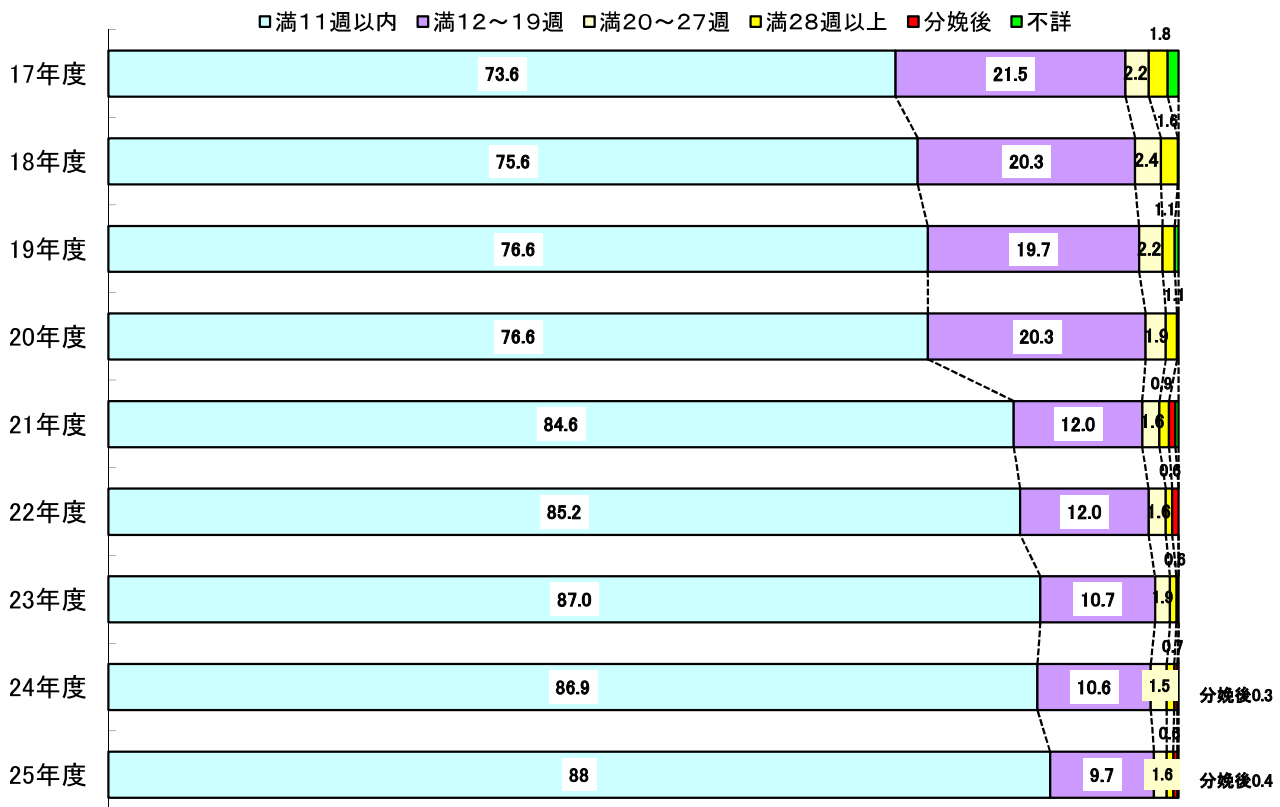 満11週以内 満12～19週 満20～27週 満28週以上 分娩後 不詳
1.8
17年度 73.6 21.5 2.2
1.6
18年度 75.6 20.3 2.4
1.1
19年度 76.6 19.7 2.2
1.1
20年度 76.6 20.3 1.9
0.9
21年度 84.6 12.0 1.6
22年度 85.2 12.0 1.6
23年度 87.0 10.7 1.9
0.7
24年度 86.9 10.6 1.5 分娩後0.3
25年度 88 9.7 1.6 分娩後0.4